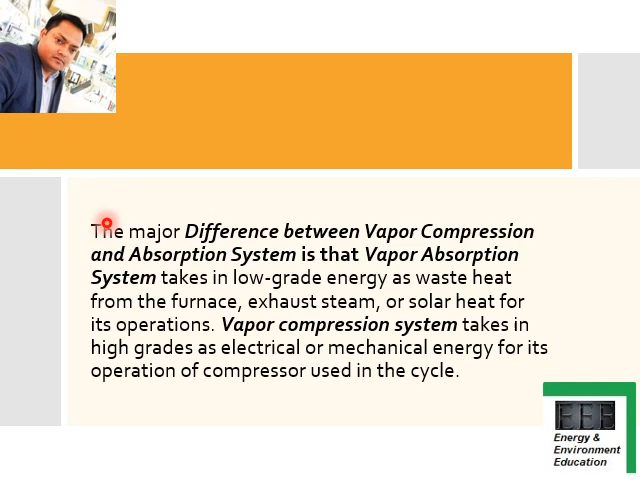 The major Difference between Vapor Compression
and Absorption System is that Vapor Absorption
System takes in low-grade energy as waste heat
from the furnace, exhaust steam, or solar heat for
its operations. Vapor compression system takes in
high grades as electrical or mechanical energy for its
operation of compressor used in the cycle.
EEE
Energy &
Environment
Education